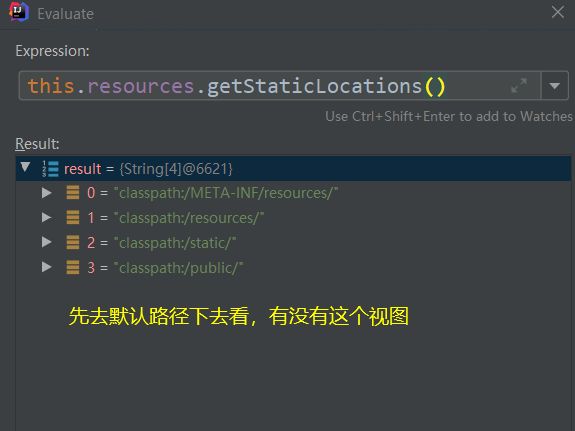 Evaluate
Expression:
this.resources.getStaticLocations()
Use Ctrl+Shift+Enter to add to Watches
Result:
result = {String[4]@6621}
0 = "classpath:/META-INF/resources/"
1 = "classpath:/resources/"
2 = "classpath:/static/"
3 = "classpath:/public/"
先去默认路径下去看，有没有这个视图